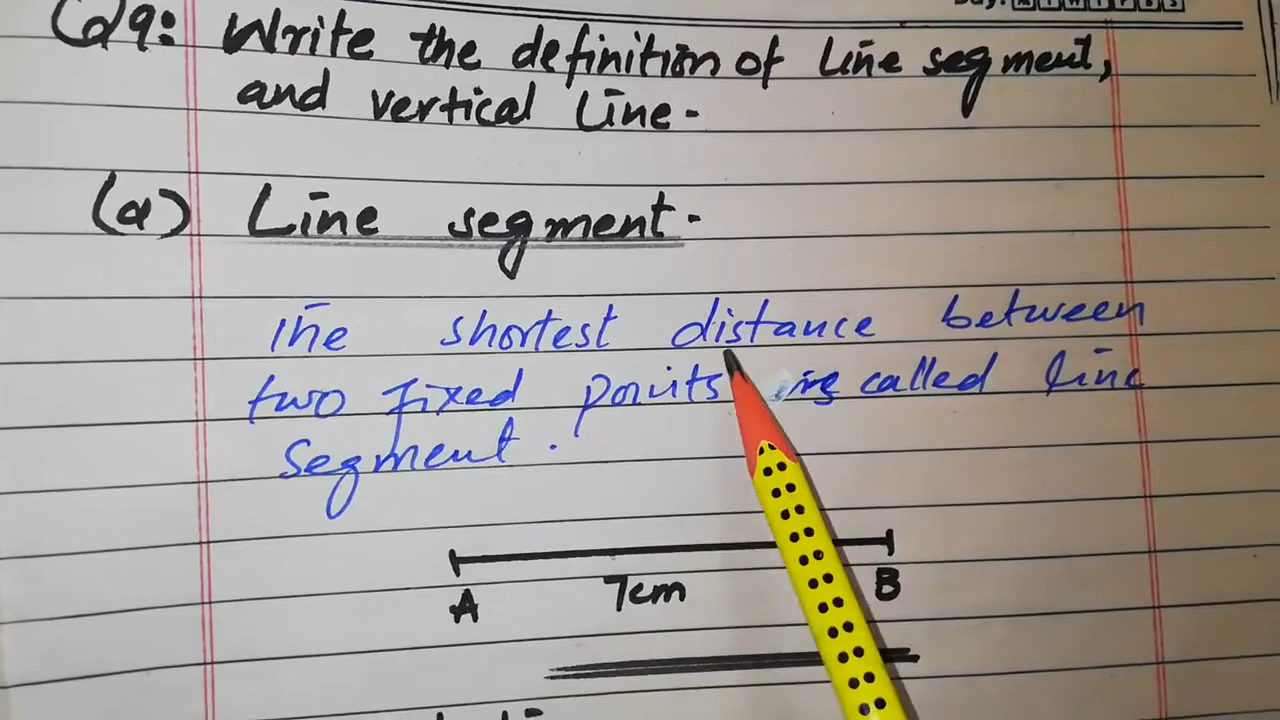 Q9: Write the definition of line segment,
and vertical line.
(a) Line segment.
The shortest distance between
two fixed points is called line
segment.
A 7cm B